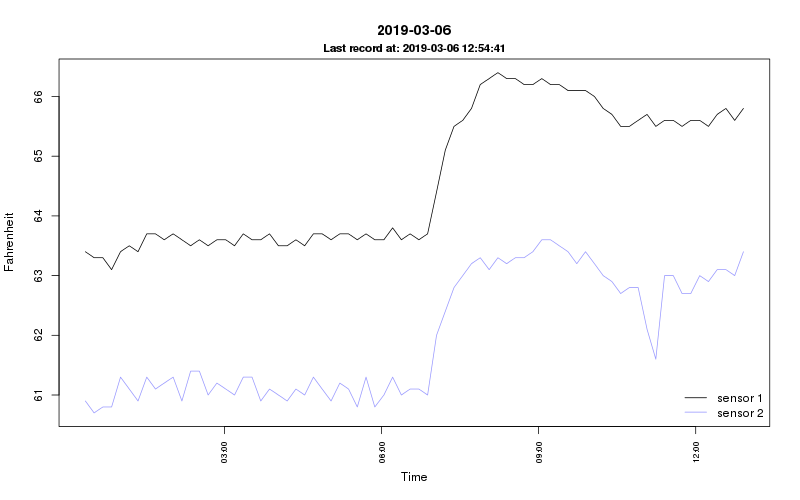 2019-03-06
Last record at: 2019-03-06 12:54:41
Fahrenheit
66
65
64
63
62
61
sensor 1
sensor 2
03:00
06:00
09:00
12:00
Time